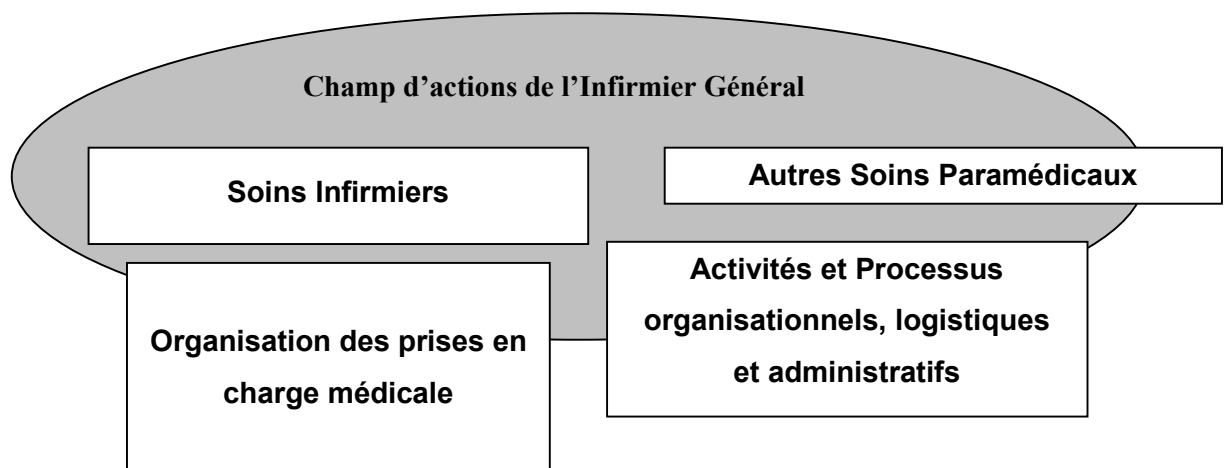 Champ d’actions de l’Infirmier Général
Soins Infirmiers
Autres Soins Paramédicaux
Organisation des prises en
charge médicale
Activités et Processus
organisationnels, logistiques
et administratifs